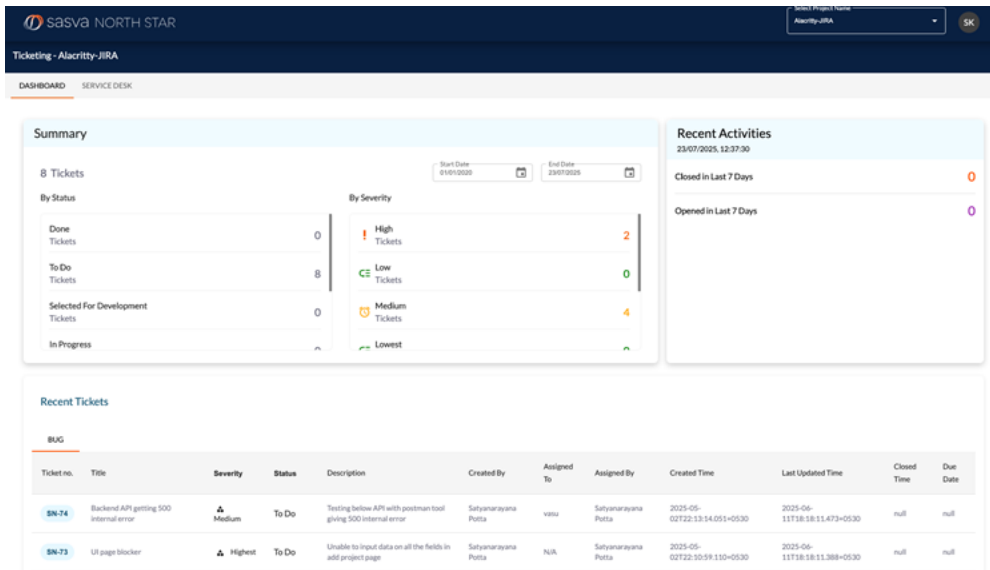 sasva NORTH STAR
Select Project Name
Alacritty-JIRA
SK
Ticketing - Alacritty-JIRA
DASHBOARD
SERVICE DESK
Summary
8 Tickets
Start Date
01/01/2020
End Date
23/07/2025
By Status
Done
Tickets
0
To Do
Tickets
8
Selected For Development
Tickets
0
In Progress
By Severity
High
Tickets
2
Low
Tickets
0
Medium
Tickets
4
Lowest
Recent Activities
23/07/2025, 12:37:30
Closed in Last 7 Days
0
Opened in Last 7 Days
0
Recent Tickets
BUG
Ticket no. Title Severity Status Description Created By Assigned To Assigned By Created Time Last Updated Time Closed Time Due Date
SN-74
Backend API getting 500
internal error
Medium
To Do
Testing below API with postman tool
giving 500 internal error
Satyanarayana
Potta
vasu
Satyanarayana
Potta
2025-05-
02T22:13:14.051+0530
2025-06-
11T18:18:11.473+0530
null
null
SN-73
UI page blocker
Highest
To Do
Unable to input data on all the fields in
add project page
Satyanarayana
Potta
N/A
Satyanarayana
Potta
2025-05-
02T22:10:59.110+0530
2025-06-
11T18:18:11.388+0530
null
null